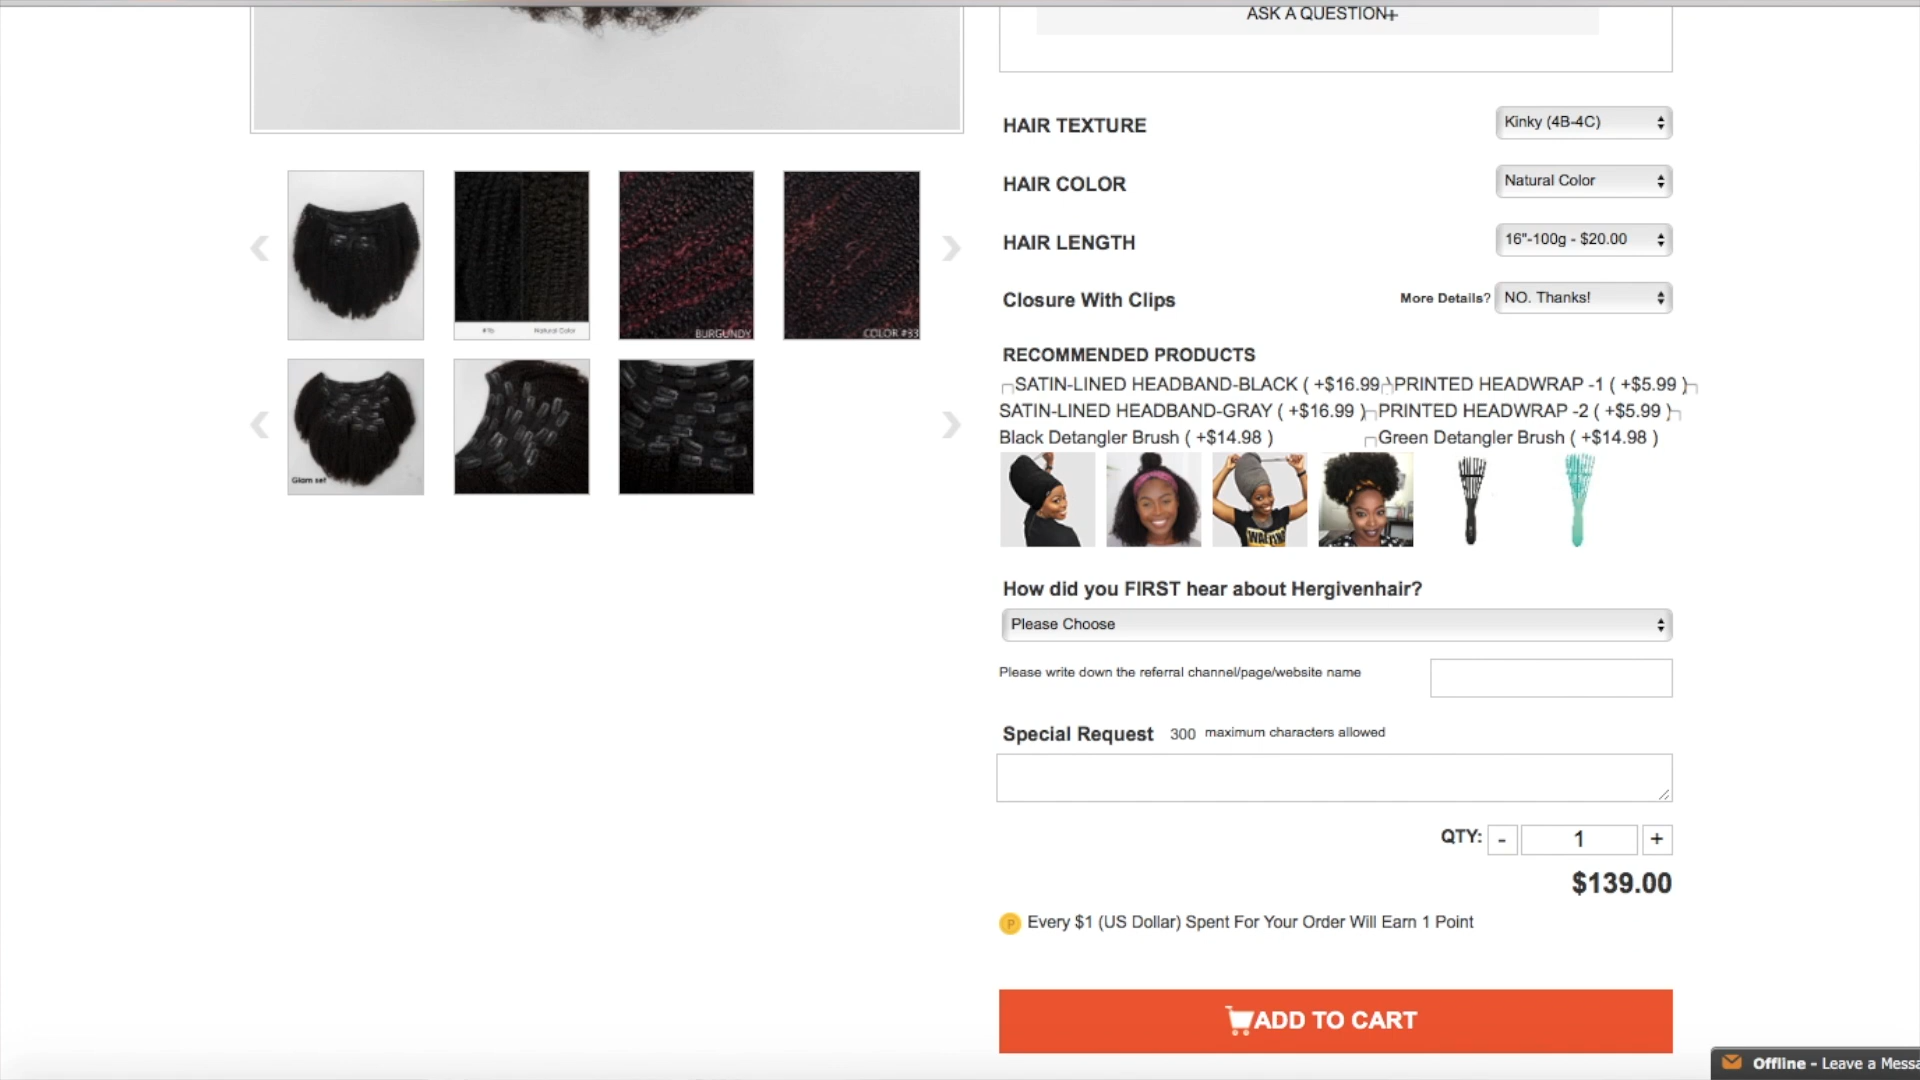 ASK A QUESTION+
HAIR TEXTURE
Kinky (4B-4C)
HAIR COLOR
Natural Color
HAIR LENGTH
16"-100g - $20.00
Closure With Clips
More Details?
NO. Thanks!
#1b
Natural Color
BURGUNDY
COLOR #33
Glam set
RECOMMENDED PRODUCTS
SATIN-LINED HEADBAND-BLACK ( +$16.99 ) PRINTED HEADWRAP -1 ( +$5.99 )
SATIN-LINED HEADBAND-GRAY ( +$16.99 ) PRINTED HEADWRAP -2 ( +$5.99 )
Black Detangler Brush ( +$14.98 ) Green Detangler Brush ( +$14.98 )
How did you FIRST hear about Hergivenhair?
Please Choose
Please write down the referral channel/page/website name
Special Request 300 maximum characters allowed
QTY: - 1 +
$139.00
P Every $1 (US Dollar) Spent For Your Order Will Earn 1 Point
ADD TO CART
Offline - Leave a Messa